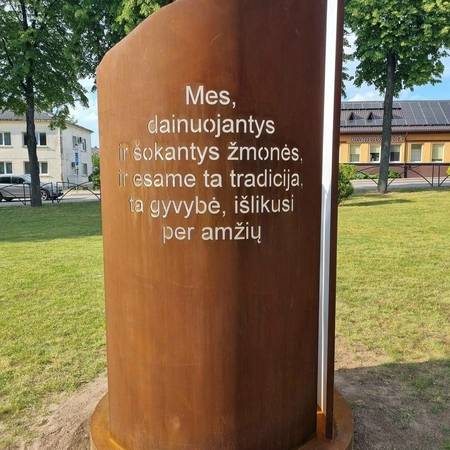 Mes,
dainuojantys
ir šokantys žmonės,
ir esame ta tradicija,
ta gyvybė, išlikusi
per amžių